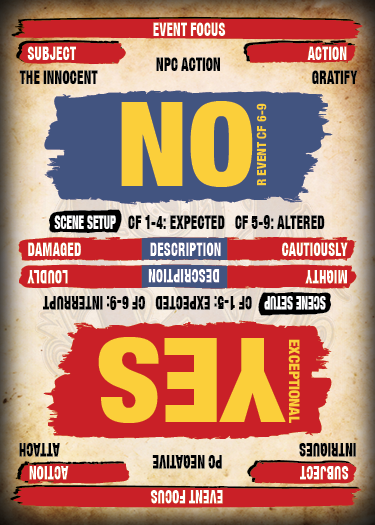 EVENT FOCUS
SUBJECT NPC ACTION ACTION
THE INNOCENT GRATIFY
NO R EVENT CF 6-9
SCENE SETUP CF 1-4: EXPECTED CF 5-9: ALTERED
DAMAGED DESCRIPTION CAUTIOUSLY
MIGHTY DESCRIPTION LOUDLY
SCENE SETUP CF 1-5: EXPECTED CF 6-9: INTERRUPT
EXCEPTIONAL YES
INTRIGUES PC NEGATIVE ATTACH
SUBJECT ACTION
EVENT FOCUS